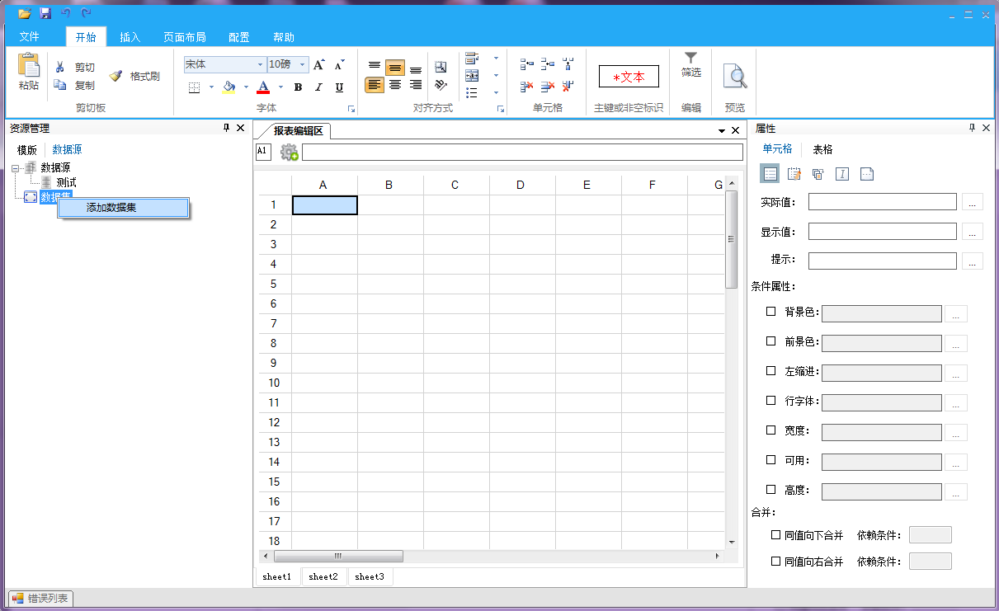 文件 开始 插入 页面布局 配置 帮助
粘贴 剪切 复制 格式刷
剪切板
宋体 10磅 A A
A B I U
字体
对齐方式
单元格
*文本
主键或非空标识
筛选
编辑
预览
资源管理
模版 数据源
数据源
测试
数据集
添加数据集
报表编辑区
A1
A B C D E F G
1
2
3
4
5
6
7
8
9
10
11
12
13
14
15
16
17
18
sheet1 sheet2 sheet3
属性
单元格 表格
实际值： ...
显示值： ...
提示： ...
条件属性：
背景色： ...
前景色： ...
左缩进： ...
行字体： ...
宽度： ...
可用： ...
高度： ...
合并：
同值向下合并 依赖条件：
同值向右合并 依赖条件：
错误列表